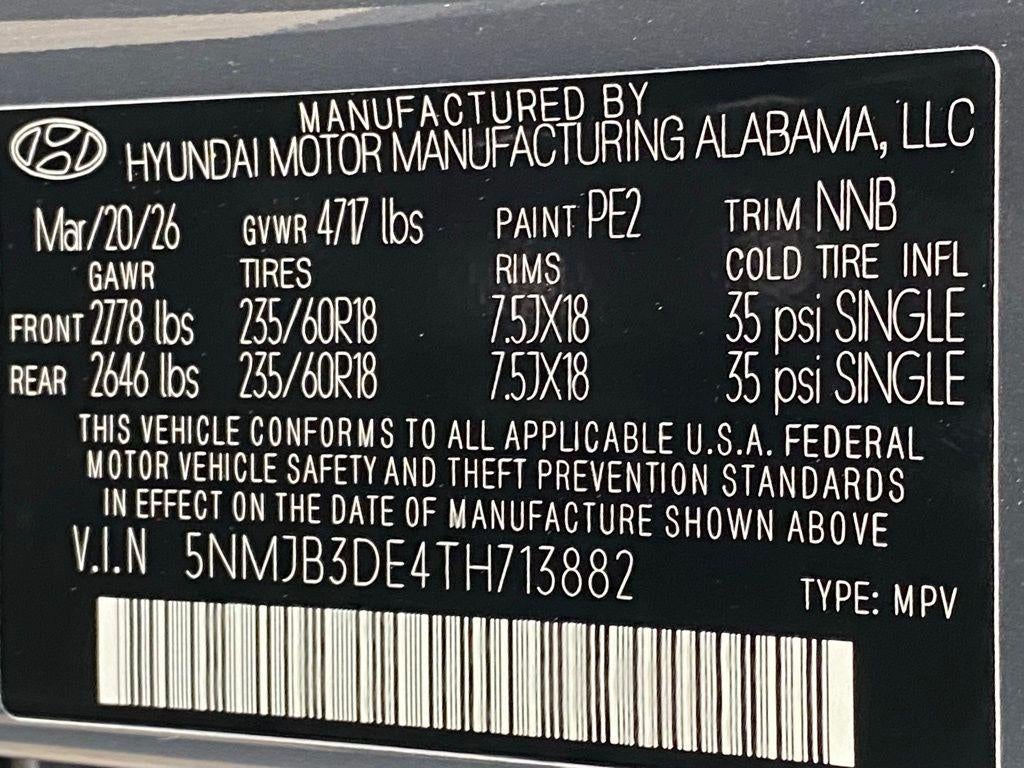 MANUFACTURED BY
HYUNDAI MOTOR MANUFACTURING ALABAMA, LLC
Mar/20/26 GVWR 4717 lbs PAINT PE2 TRIM NNB
GAWR TIRES RIMS COLD TIRE INFL
FRONT 2778 lbs 235/60R18 7.5JX18 35 psi SINGLE
REAR 2646 lbs 235/60R18 7.5JX18 35 psi SINGLE
THIS VEHICLE CONFORMS TO ALL APPLICABLE U.S.A. FEDERAL
MOTOR VEHICLE SAFETY AND THEFT PREVENTION STANDARDS
IN EFFECT ON THE DATE OF MANUFACTURE SHOWN ABOVE
V.I.N 5NMJB3DE4TH713882
TYPE: MPV